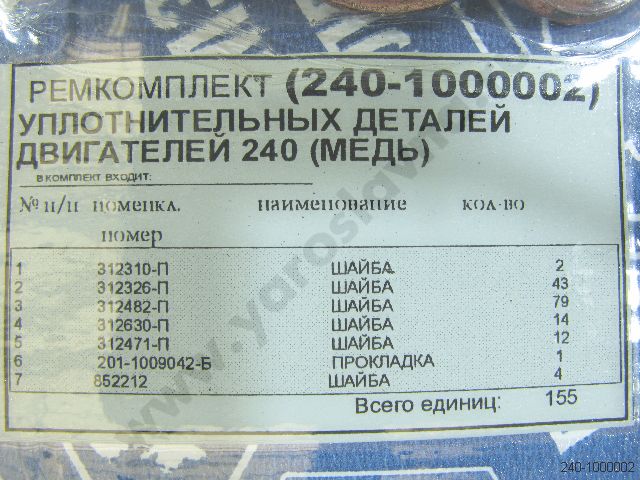 РЕМКОМПЛЕКТ (240-1000002)
УПЛОТНИТЕЛЬНЫХ ДЕТАЛЕЙ
ДВИГАТЕЛЕЙ 240 (МЕДЬ)
В КОМПЛЕКТ ВХОДИТ:
№ п/п номенкл. наименование кол-во
номер
1 312310-П ШАЙБА 2
2 312326-П ШАЙБА 43
3 312482-П ШАЙБА 79
4 312630-П ШАЙБА 14
5 312471-П ШАЙБА 12
6 201-1009042-Б ПРОКЛАДКА 1
7 852212 ШАЙБА 4
Всего единиц: 155
240-1000002